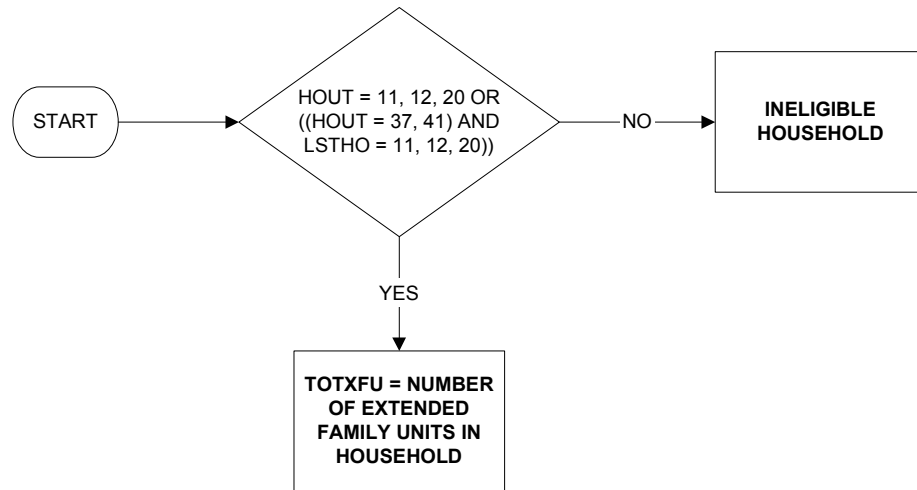 START
HOUT = 11, 12, 20 OR
((HOUT = 37, 41) AND
LSTHO = 11, 12, 20))
NO
INELIGIBLE
HOUSEHOLD
YES
TOTXFU = NUMBER
OF EXTENDED
FAMILY UNITS IN
HOUSEHOLD